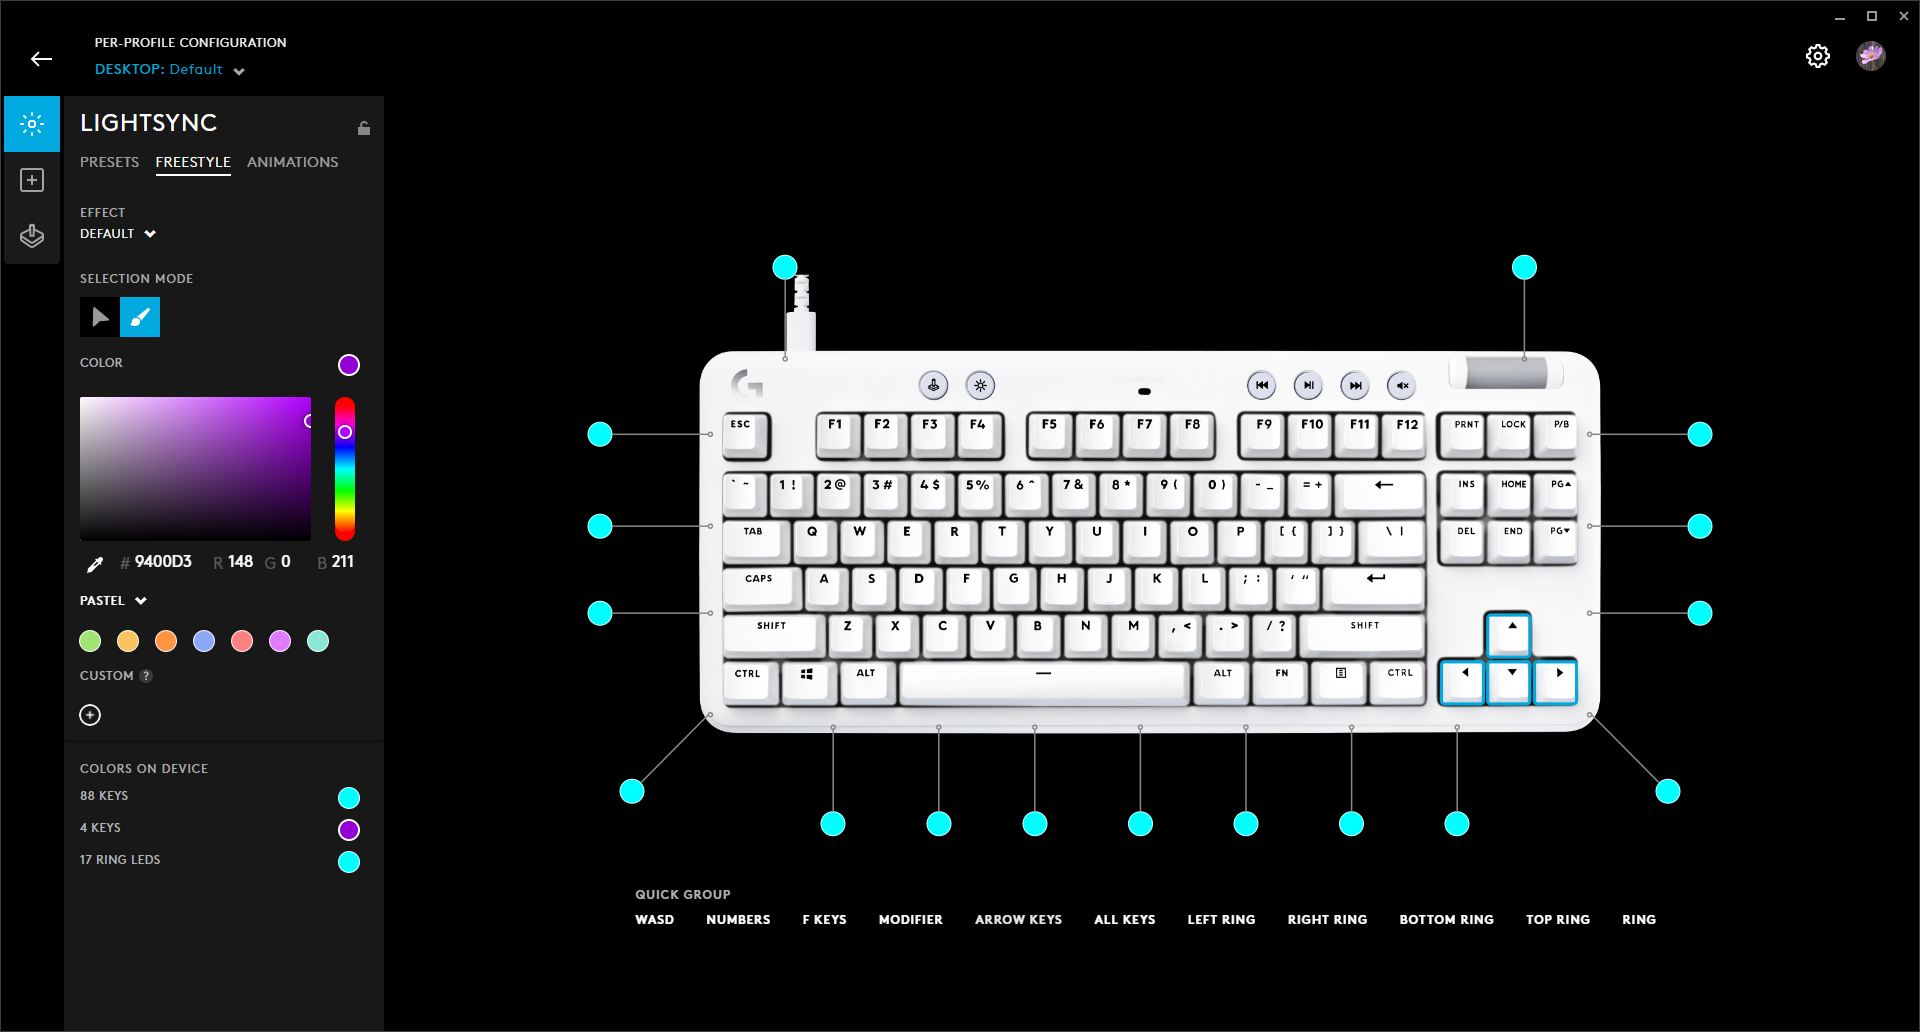 PER-PROFILE CONFIGURATION
DESKTOP: Default
LIGHTSYNC
PRESETS FREESTYLE ANIMATIONS
EFFECT
DEFAULT
SELECTION MODE
COLOR
# 9400D3 R 148 G 0 B 211
PASTEL
CUSTOM ?
COLORS ON DEVICE
88 KEYS
4 KEYS
17 RING LEDS
ESC F1 F2 F3 F4 F5 F6 F7 F8 F9 F10 F11 F12 PRNT LOCK P/B
` ~ 1 ! 2 @ 3 # 4 $ 5 % 6 ^ 7 & 8 * 9 ( 0 ) - _ = + ← INS HOME PG▲
TAB Q W E R T Y U I O P [ { ] } \ | DEL END PG▼
CAPS A S D F G H J K L ; : ' "
SHIFT Z X C V B N M , < . > / ? SHIFT ▲
CTRL ALT ALT FN CTRL ◀ ▼ ▶
QUICK GROUP
WASD NUMBERS F KEYS MODIFIER ARROW KEYS ALL KEYS LEFT RING RIGHT RING BOTTOM RING TOP RING RING